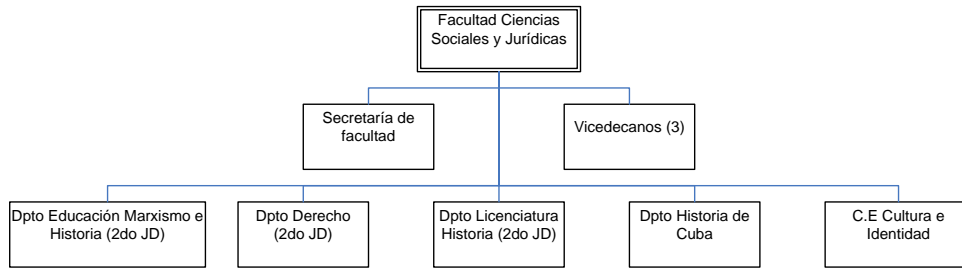 Facultad Ciencias
Sociales y Jurídicas
Secretaría de
facultad
Vicedecanos (3)
Dpto Educación Marxismo e
Historia (2do JD)
Dpto Derecho
(2do JD)
Dpto Licenciatura
Historia (2do JD)
Dpto Historia de
Cuba
C.E Cultura e
Identidad